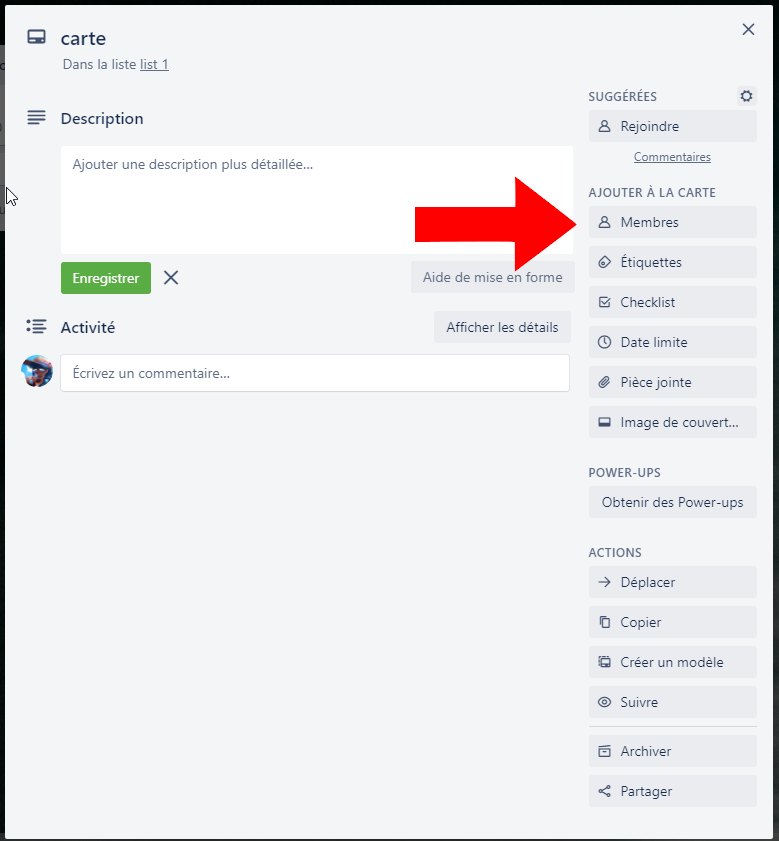 carte
Dans la liste list 1
Description
Ajouter une description plus détaillée...
Enregistrer
Aide de mise en forme
Activité
Afficher les détails
Écrivez un commentaire...
SUGGÉRÉES
Rejoindre
Commentaires
AJOUTER À LA CARTE
Membres
Étiquettes
Checklist
Date limite
Pièce jointe
Image de couvert...
POWER-UPS
Obtenir des Power-ups
ACTIONS
Déplacer
Copier
Créer un modèle
Suivre
Archiver
Partager